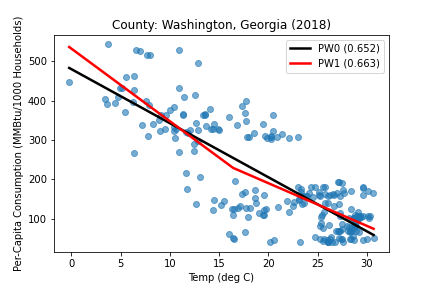 County: Washington, Georgia (2018)
Per-Capita Consumption (MMBtu/1000 Households)
500
400
300
200
100
PW0 (0.652)
PW1 (0.663)
0 5 10 15 20 25 30
Temp (deg C)